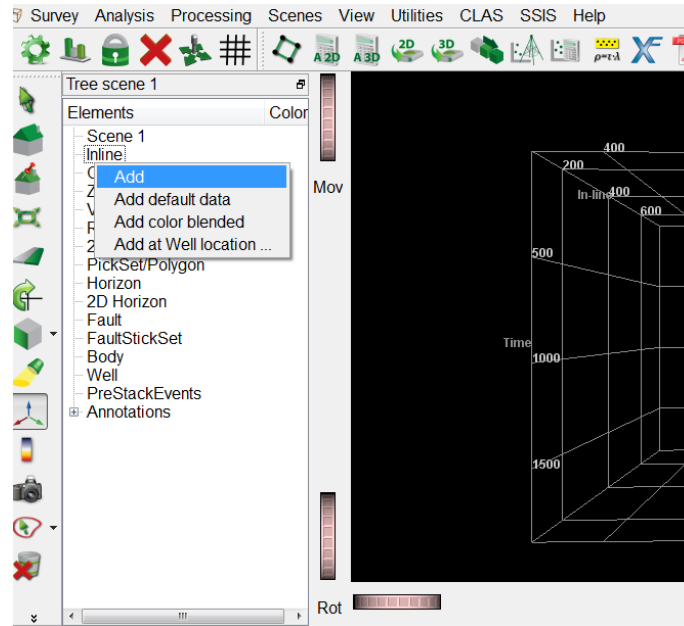 Survey Analysis Processing Scenes View Utilities CLAS SSIS Help
A 2D A 3D 2D 3D ρ=τ·λ XF
Tree scene 1
Elements Color
Scene 1
Inline
Add
Add default data
Add color blended
Add at Well location ...
PickSet/Polygon
Horizon
2D Horizon
Fault
FaultStickSet
Body
Well
PreStackEvents
Annotations
Mov
Rot
400
200
In-line
400
600
500
Time
1000
1500